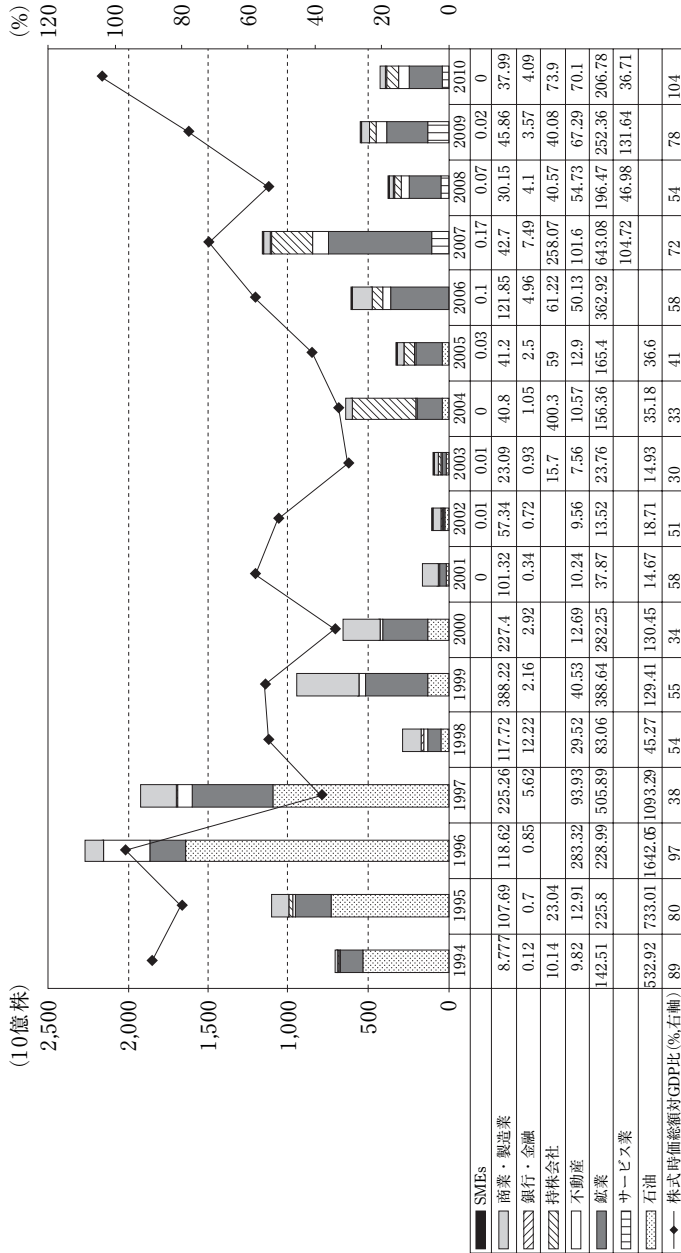 (10億株) (%)
2,500 120
2,000 100
1,500 80
1,000 60
500 40
0 20
0
1994 1995 1996 1997 1998 1999 2000 2001 2002 2003 2004 2005 2006 2007 2008 2009 2010
SMEs 0 0.01 0.01 0 0.03 0.1 0.17 0.07 0.02 0
商業・製造業 8.777 107.69 118.62 225.26 117.72 388.22 227.4 101.32 57.34 23.09 40.8 41.2 121.85 42.7 30.15 45.86 37.99
銀行・金融 0.12 0.7 0.85 5.62 12.22 2.16 2.92 0.34 0.72 0.93 1.05 2.5 4.96 7.49 4.1 3.57 4.09
持株会社 10.14 23.04 15.7 400.3 59 61.22 258.07 40.57 40.08 73.9
不動産 9.82 12.91 283.32 93.93 29.52 40.53 12.69 10.24 9.56 7.56 10.57 12.9 50.13 101.6 54.73 67.29 70.1
鉱業 142.51 225.8 228.99 505.89 83.06 388.64 282.25 37.87 13.52 23.76 156.36 165.4 362.92 643.08 196.47 252.36 206.78
サービス業 104.72 46.98 131.64 36.71
石油 532.92 733.01 1642.05 1093.29 45.27 129.41 130.45 14.67 18.71 14.93 35.18 36.6
株式時価総額対GDP比(%,右軸) 89 80 97 38 54 55 34 58 51 30 33 41 58 72 54 78 104